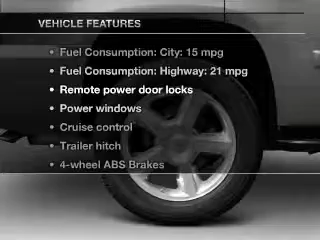 VEHICLE FEATURES
• Fuel Consumption: City: 15 mpg
• Fuel Consumption: Highway: 21 mpg
• Remote power door locks
• Power windows
• Cruise control
• Trailer hitch
• 4-wheel ABS Brakes